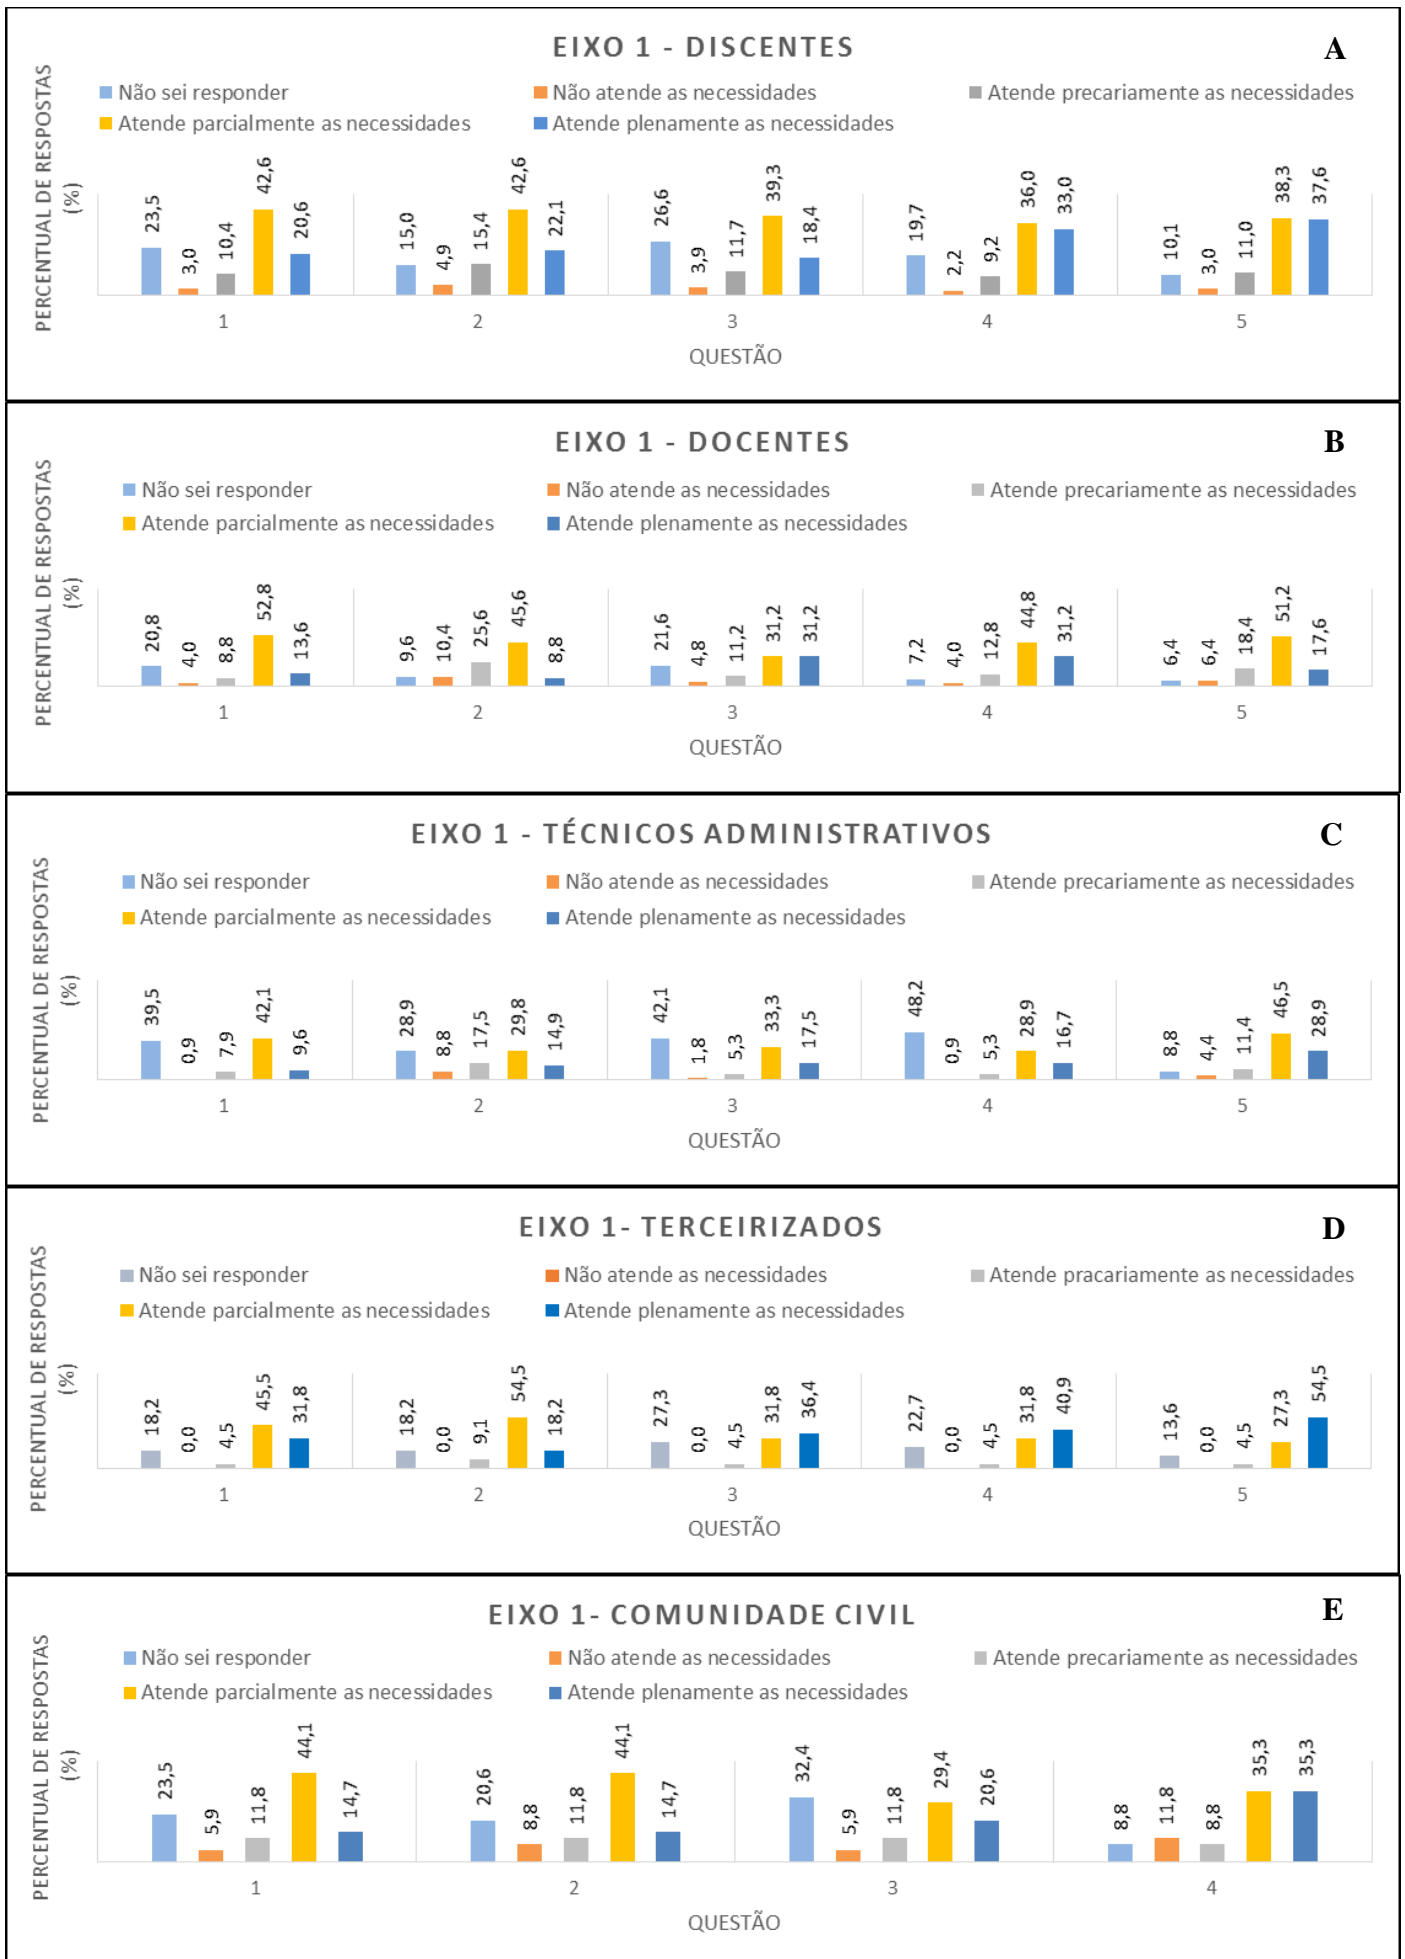 EIXO 1 - DISCENTES
A
PERCENTUAL DE RESPOSTAS
(%)
Não sei responder
Não atende as necessidades
Atende precariamente as necessidades
Atende parcialmente as necessidades
Atende plenamente as necessidades
23,5 3,0 10,4 42,6 20,6
15,0 4,9 15,4 42,6 22,1
26,6 3,9 11,7 39,3 18,4
19,7 2,2 9,2 36,0 33,0
10,1 3,0 11,0 38,3 37,6
1 2 3 4 5
QUESTÃO
EIXO 1 - DOCENTES
B
PERCENTUAL DE RESPOSTAS
(%)
Não sei responder
Não atende as necessidades
Atende precariamente as necessidades
Atende parcialmente as necessidades
Atende plenamente as necessidades
20,8 4,0 8,8 52,8 13,6
9,6 10,4 25,6 45,6 8,8
21,6 4,8 11,2 31,2 31,2
7,2 4,0 12,8 44,8 31,2
6,4 6,4 18,4 51,2 17,6
1 2 3 4 5
QUESTÃO
EIXO 1 - TÉCNICOS ADMINISTRATIVOS
C
PERCENTUAL DE RESPOSTAS
(%)
Não sei responder
Não atende as necessidades
Atende precariamente as necessidades
Atende parcialmente as necessidades
Atende plenamente as necessidades
39,5 0,9 7,9 42,1 9,6
28,9 8,8 17,5 29,8 14,9
42,1 1,8 5,3 33,3 17,5
48,2 0,9 5,3 28,9 16,7
8,8 4,4 11,4 46,5 28,9
1 2 3 4 5
QUESTÃO
EIXO 1- TERCEIRIZADOS
D
PERCENTUAL DE RESPOSTAS
(%)
Não sei responder
Não atende as necessidades
Atende pracariamente as necessidades
Atende parcialmente as necessidades
Atende plenamente as necessidades
18,2 0,0 4,5 45,5 31,8
18,2 0,0 9,1 54,5 18,2
27,3 0,0 4,5 31,8 36,4
22,7 0,0 4,5 31,8 40,9
13,6 0,0 4,5 27,3 54,5
1 2 3 4 5
QUESTÃO
EIXO 1- COMUNIDADE CIVIL
E
PERCENTUAL DE RESPOSTAS
(%)
Não sei responder
Não atende as necessidades
Atende precariamente as necessidades
Atende parcialmente as necessidades
Atende plenamente as necessidades
23,5 5,9 11,8 44,1 14,7
20,6 8,8 11,8 44,1 14,7
32,4 5,9 11,8 29,4 20,6
8,8 11,8 8,8 35,3 35,3
1 2 3 4
QUESTÃO